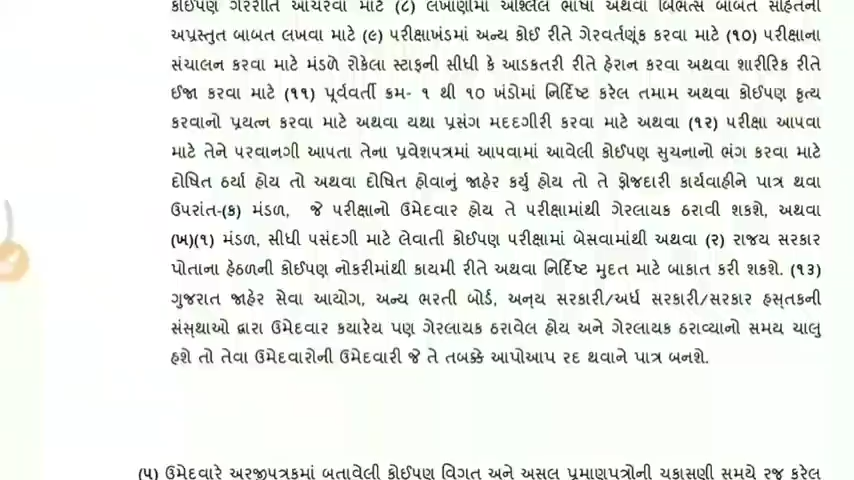 કોઈપણ ગેરરીતિ આચરવા માટે (૮) લખાણોમાં અશ્લિલ ભાષા અથવા બિભત્સ બાબત સહિતની
અપ્રસ્તુત બાબત લખવા માટે (૯) પરીક્ષાખંડમાં અન્ય કોઈ રીતે ગેરવર્તણૂંક કરવા માટે (૧૦) પરીક્ષાના
સંચાલન કરવા માટે મંડળે રોકેલા સ્ટાફની સીધી કે આડકતરી રીતે હેરાન કરવા અથવા શારીરિક રીતે
ઈજા કરવા માટે (૧૧) પૂર્વવર્તી ક્રમ- ૧ થી ૧૦ ખંડોમાં નિર્દિષ્ટ કરેલ તમામ અથવા કોઈપણ કૃત્ય
કરવાનો પ્રયત્ન કરવા માટે અથવા યથા પ્રસંગ મદદગીરી કરવા માટે અથવા (૧૨) પરીક્ષા આપવા
માટે તેને પરવાનગી આપતા તેના પ્રવેશપત્રમાં આપવામાં આવેલી કોઈપણ સુચનાનો ભંગ કરવા માટે
દોષિત ઠર્યા હોય તો અથવા દોષિત હોવાનું જાહેર કર્યુ હોય તો તે ફોજદારી કાર્યવાહીને પાત્ર થવા
ઉપરાંત-(ક) મંડળ, જે પરીક્ષાનો ઉમેદવાર હોય તે પરીક્ષામાંથી ગેરલાયક ઠરાવી શકશે, અથવા
(ખ)(૧) મંડળ, સીધી પસંદગી માટે લેવાતી કોઈપણ પરીક્ષામાં બેસવામાંથી અથવા (ર) રાજય સરકાર
પોતાના હેઠળની કોઈપણ નોકરીમાંથી કાયમી રીતે અથવા નિર્દિષ્ટ મુદત માટે બાકાત કરી શકશે. (૧૩)
ગુજરાત જાહેર સેવા આયોગ, અન્ય ભરતી બોર્ડ, અન્‍ય સરકારી/અર્ધ સરકારી/સરકાર હસ્‍તકની
સંસ્‍થાઓ દ્વારા ઉમેદવાર કયારેય પણ ગેરલાયક ઠરાવેલ હોય અને ગેરલાયક ઠરાવ્યાનો સમય ચાલુ
હશે તો તેવા ઉમેદવારોની ઉમેદવારી જે તે તબક્કે આપોઆપ રદ થવાને પાત્ર બનશે.
(૫) ઉમેદવારે અરજીપત્રકમાં બતાવેલી કોઈપણ વિગત અને અસલ પ્રમાણપત્રોની ચકાસણી સમયે રજૂ કરેલ